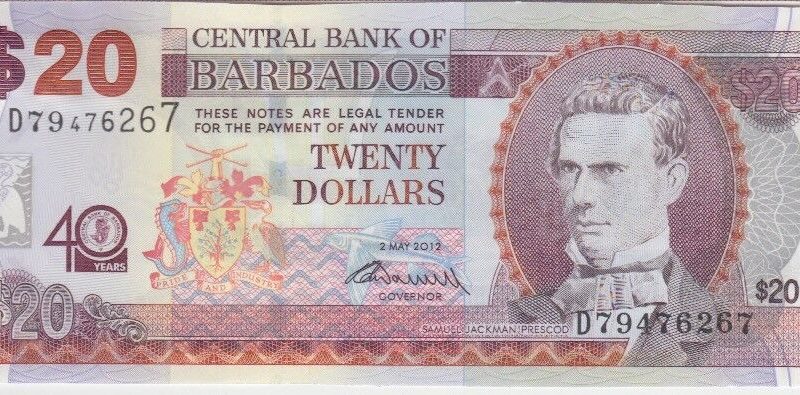 $20
CENTRAL BANK OF
BARBADOS
$20
D79476267
THESE NOTES ARE LEGAL TENDER
FOR THE PAYMENT OF ANY AMOUNT
TWENTY
DOLLARS
40
YEARS
PRIDE AND INDUSTRY
2 MAY 2012
GOVERNOR
$20
$20
SAMUEL JACKMAN PRESCOD
D79476267